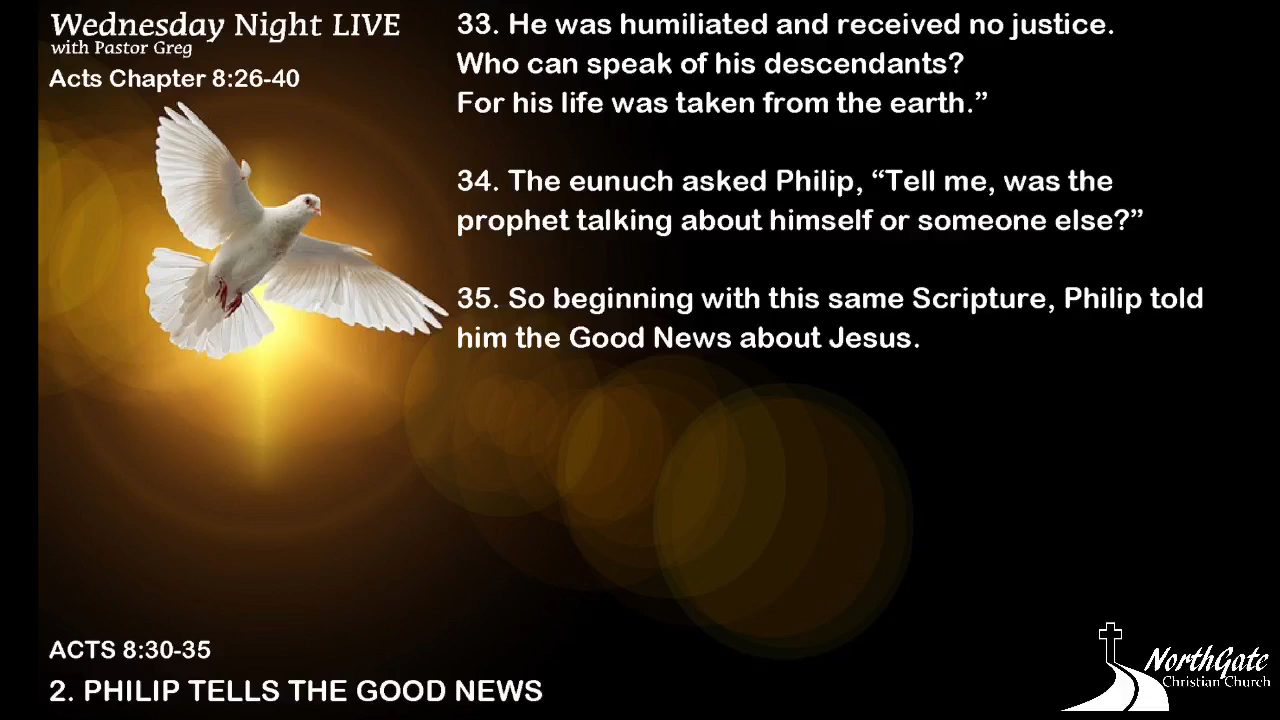 Wednesday Night LIVE
with Pastor Greg
Acts Chapter 8:26-40
33. He was humiliated and received no justice.
Who can speak of his descendants?
For his life was taken from the earth.”
34. The eunuch asked Philip, “Tell me, was the
prophet talking about himself or someone else?”
35. So beginning with this same Scripture, Philip told
him the Good News about Jesus.
ACTS 8:30-35
2. PHILIP TELLS THE GOOD NEWS
NorthGate
Christian Church